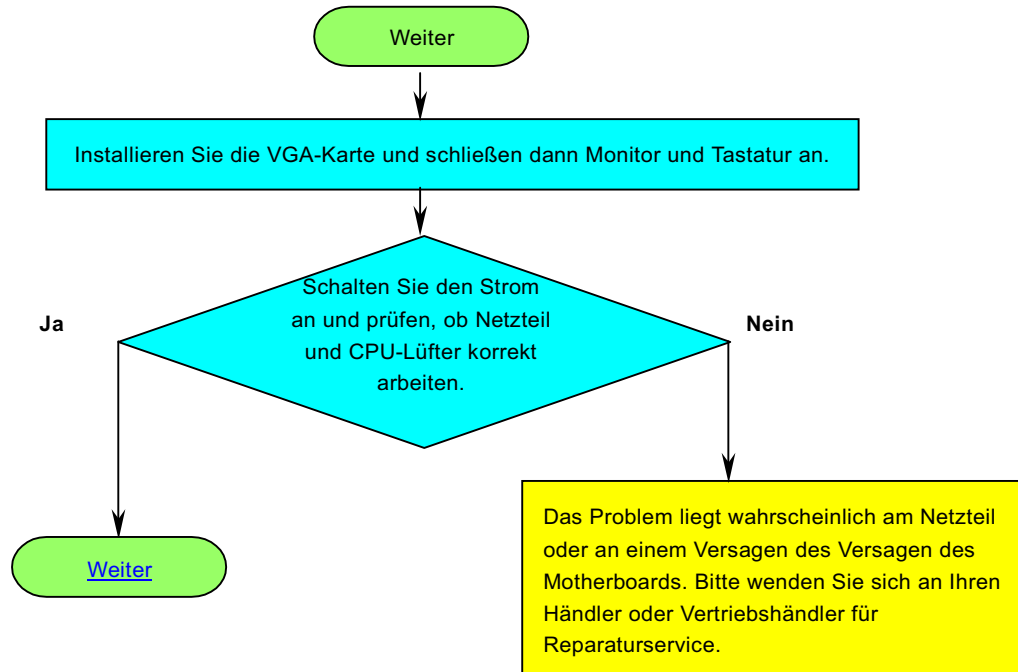 Weiter
Installieren Sie die VGA-Karte und schließen dann Monitor und Tastatur an.
Schalten Sie den Strom
an und prüfen, ob Netzteil
und CPU-Lüfter korrekt
arbeiten.
Ja
Nein
Weiter
Das Problem liegt wahrscheinlich am Netzteil
oder an einem Versagen des Versagen des
Motherboards. Bitte wenden Sie sich an Ihren
Händler oder Vertriebshändler für
Reparaturservice.